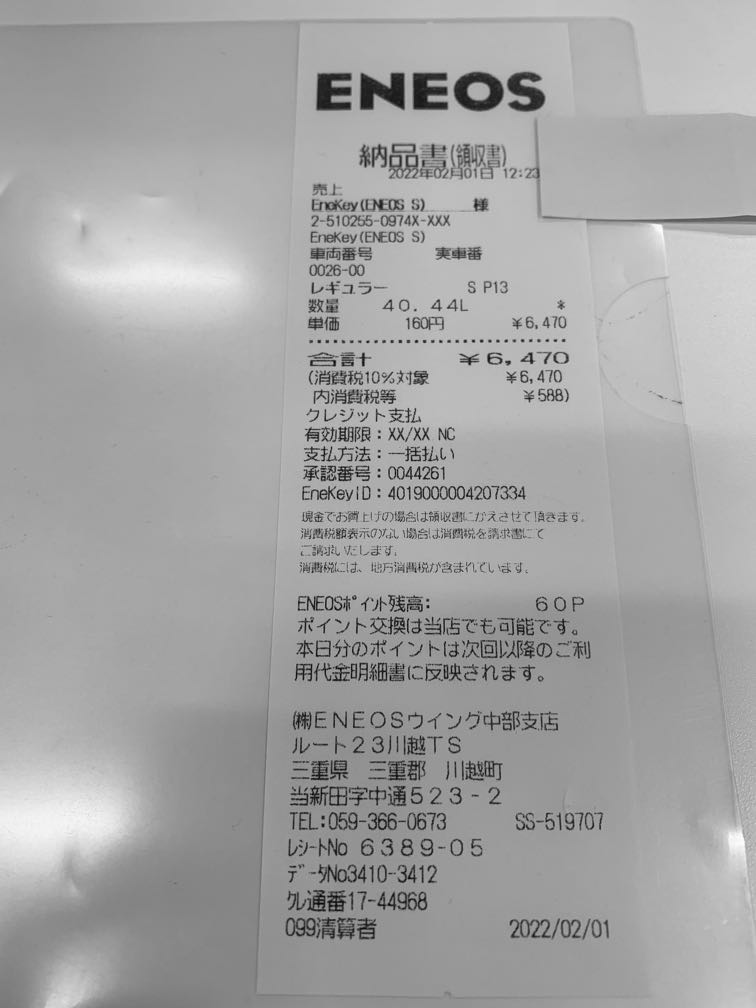 ENEOS
納品書(領収書)
2022年02月01日 12:23
売上
EneKey(ENEOS S) 様
2-510255-0974X-XXX
EneKey(ENEOS S)
車両番号 実車番
0026-00
レギュラー S P13
数量 40.44L *
単価 160円 ¥6,470
合計 ¥6,470
(消費税10%対象 ¥6,470
内消費税等 ¥588)
クレジット支払
有効期限:XX/XX NC
支払方法:一括払い
承認番号:0044261
EneKeyID:4019000004207334
現金でお買上げの場合は領収書にかえさせて頂きます。
消費税額表示のない場合は消費税を請求書にて
ご請求いたします。
消費税には、地方消費税が含まれています。
ENEOSポイント残高: 60P
ポイント交換は当店でも可能です。
本日分のポイントは次回以降のご利
用代金明細書に反映されます。
(株)ENEOSウイング中部支店
ルート23川越TS
三重県 三重郡 川越町
当新田字中通523-2
TEL:059-366-0673 SS-519707
レシートNo 6389-05
データNo3410-3412
クレ通番17-44968
099清算者 2022/02/01